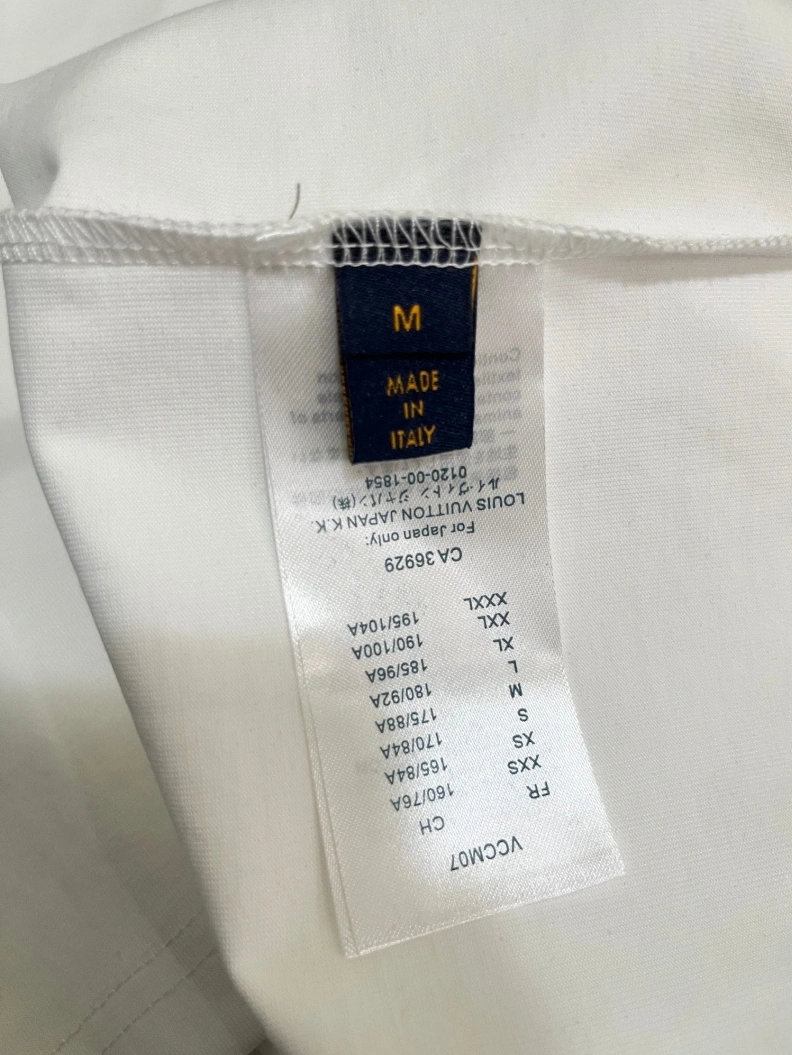 M
MADE
IN
ITALY
VCCM07
FR CH
XXS 160/76A
XS 165/84A
S 170/84A
M 175/88A
L 180/92A
XL 185/96A
XXL 190/100A
XXXL 195/104A
CA 36929
For Japan only:
LOUIS VUITTON JAPAN K.K.
ルイ・ヴィトン ジャパン(株)
0120-00-1854